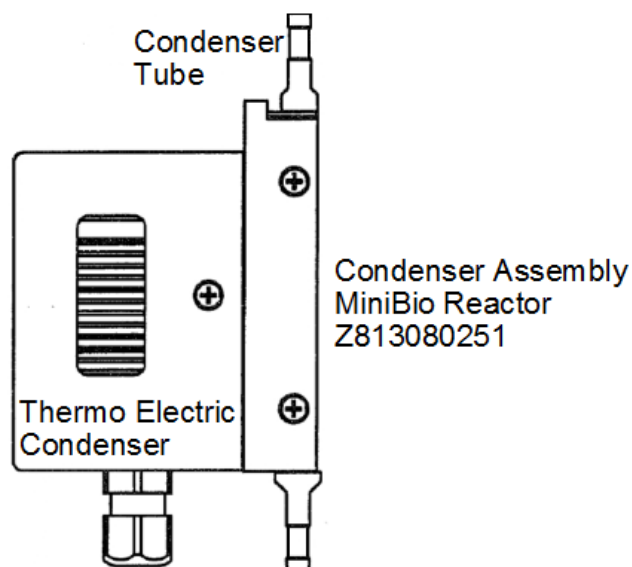 Condenser
Tube
Condenser Assembly
MiniBio Reactor
Z813080251
Thermo Electric
Condenser